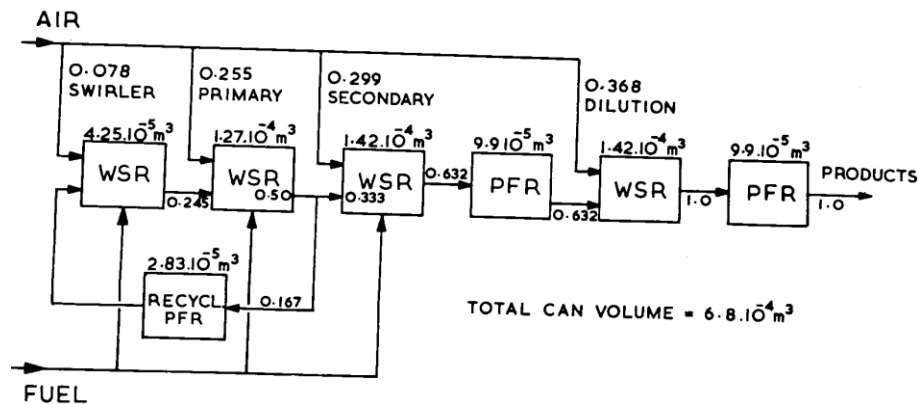 AIR
0.078
SWIRLER
0.255
PRIMARY
0.299
SECONDARY
0.368
DILUTION
4.25.10⁻⁵m³
1.27.10⁻⁴m³
1.42.10⁻⁴m³
9.9.10⁻⁵m³
1.42.10⁻⁴m³
9.9.10⁻⁵m³
WSR
0.245
WSR
0.50
0.333
WSR
0.632
PFR
0.632
WSR
1.0
PFR
PRODUCTS
1.0
2.83.10⁻⁵m³
RECYCL
PFR
0.167
TOTAL CAN VOLUME = 6.8.10⁻⁴m³
FUEL